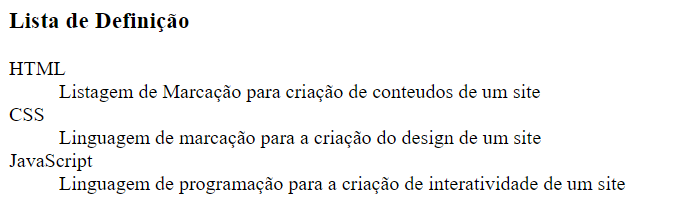 Lista de Definição
HTML
Listagem de Marcação para criação de conteudos de um site
CSS
Linguagem de marcação para a criação do design de um site
JavaScript
Linguagem de programação para a criação de interatividade de um site